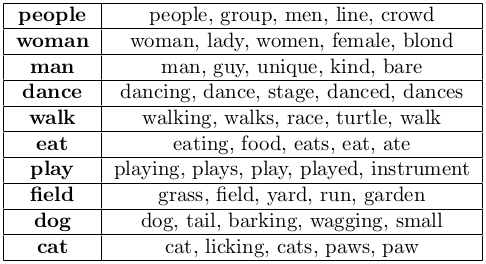 people people, group, men, line, crowd
woman woman, lady, women, female, blond
man man, guy, unique, kind, bare
dance dancing, dance, stage, danced, dances
walk walking, walks, race, turtle, walk
eat eating, food, eats, eat, ate
play playing, plays, play, played, instrument
field grass, field, yard, run, garden
dog dog, tail, barking, wagging, small
cat cat, licking, cats, paws, paw